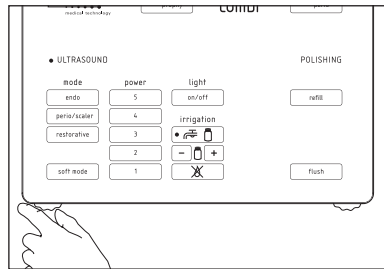 medical technology
combi
• ULTRASOUND POLISHING
mode power light
endo 5 on/off refill
perio/scaler 4
irrigation
restorative 3
2 - +
soft mode 1 flush